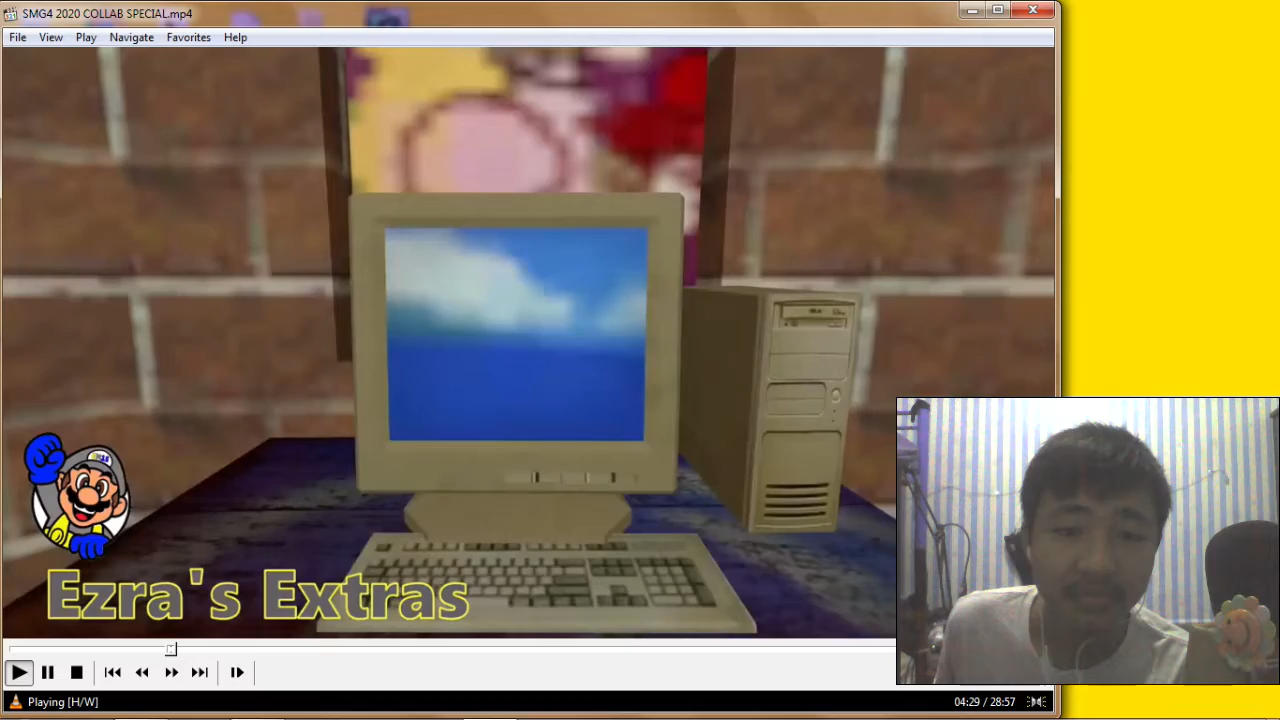 SMG4 2020 COLLAB SPECIAL.mp4
File View Play Navigate Favorites Help
Ezra's Extras
Playing [H/W]
04:29 / 28:57